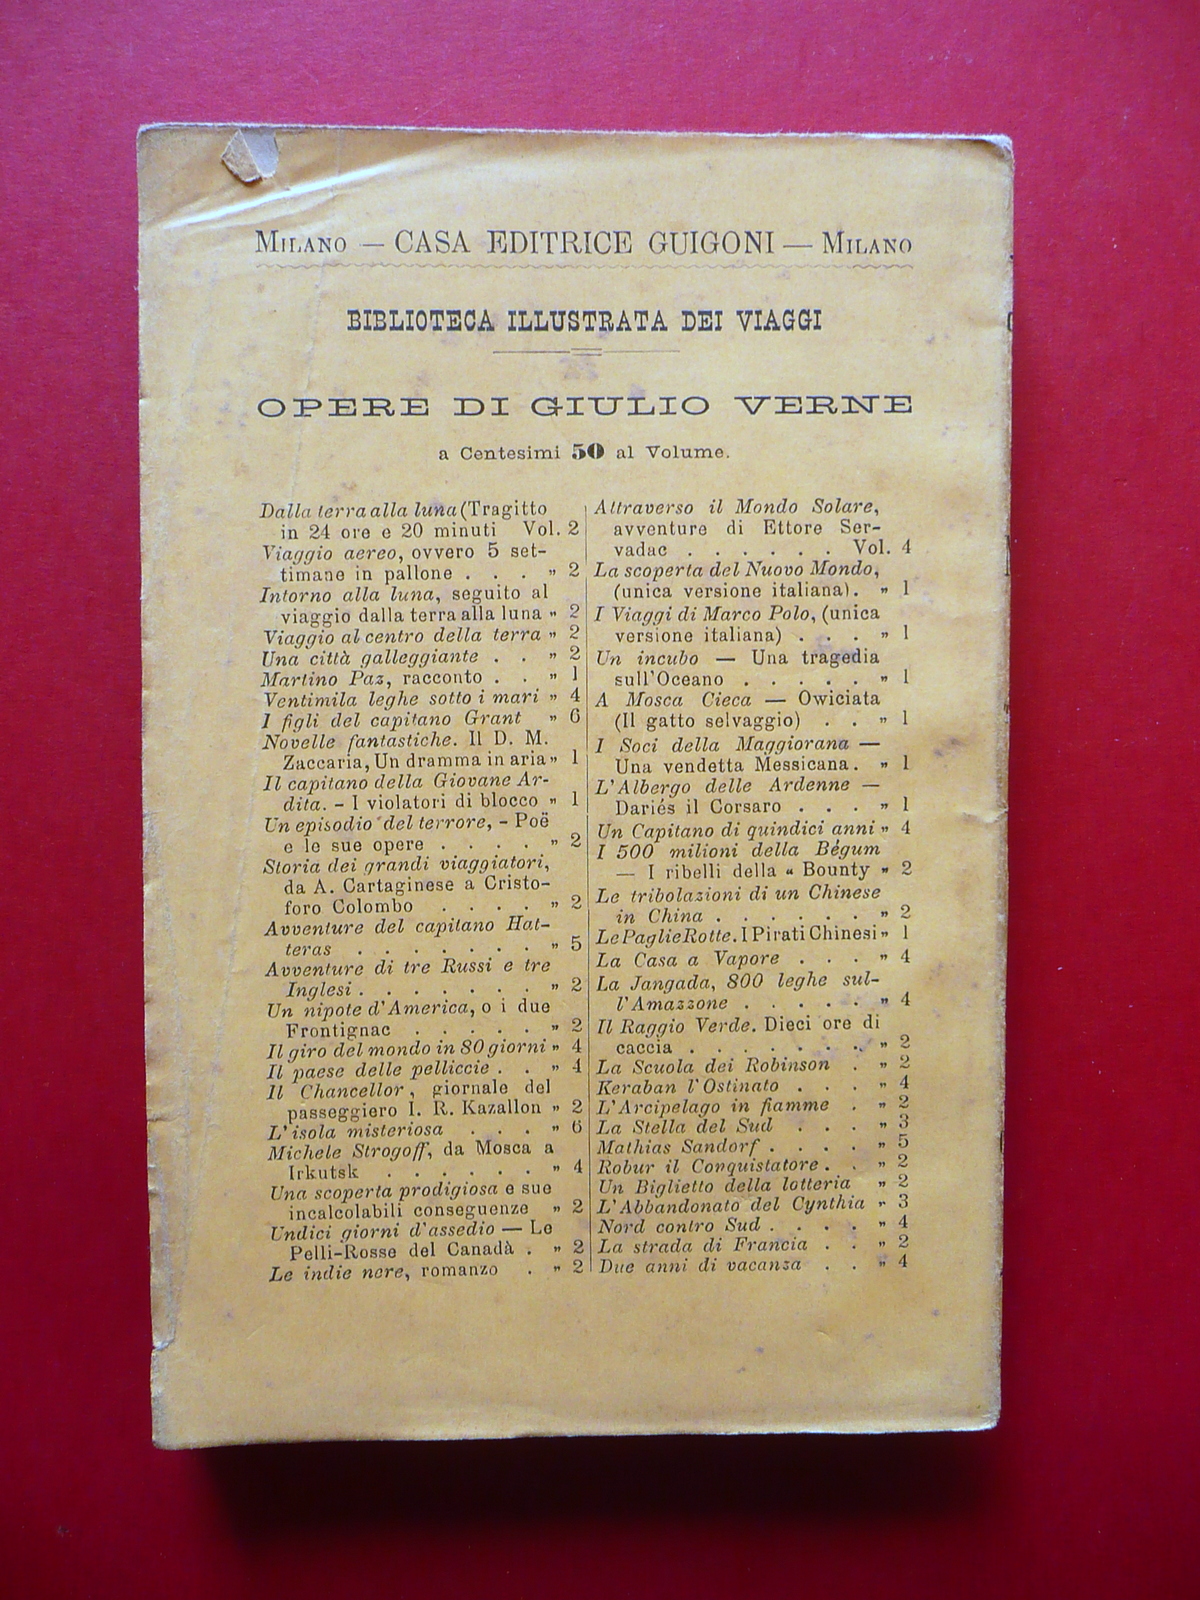 MILANO — CASA EDITRICE GUIGONI — MILANO
BIBLIOTECA ILLUSTRATA DEI VIAGGI
OPERE DI GIULIO VERNE
a Centesimi 50 al Volume.
Dalla terra alla luna (Tragitto
in 24 ore e 20 minuti Vol. 2
Viaggio aereo, ovvero 5 set-
timane in pallone . . . „ 2
Intorno alla luna, seguito al
viaggio dalla terra alla luna „ 2
Viaggio al centro della terra „ 2
Una città galleggiante . . „ 2
Martino Paz, racconto . . „ 1
Ventimila leghe sotto i mari „ 4
I figli del capitano Grant „ 6
Novelle fantastiche. Il D. M.
Zaccaria, Un dramma in aria „ 1
Il capitano della Giovane Ar-
dita. - I violatori di blocco „ 1
Un episodio del terrore, - Poë
e le sue opere . . . . „ 2
Storia dei grandi viaggiatori,
da A. Cartaginese a Cristo-
foro Colombo . . . . „ 2
Avventure del capitano Hat-
teras . . . . . . „ 5
Avventure di tre Russi e tre
Inglesi . . . . . . „ 2
Un nipote d'America, o i due
Frontignac . . . . . „ 2
Il giro del mondo in 80 giorni „ 4
Il paese delle pelliccie . . „ 4
Il Chancellor, giornale del
passeggiero I. R. Kazallon „ 2
L'isola misteriosa . . . „ 6
Michele Strogoff, da Mosca a
Irkutsk . . . . . . „ 4
Una scoperta prodigiosa e sue
incalcolabili conseguenze „ 2
Undici giorni d'assedio — Le
Pelli-Rosse del Canadà . „ 2
Le indie nere, romanzo . „ 2
Attraverso il Mondo Solare,
avventure di Ettore Ser-
vadac . . . . . . Vol. 4
La scoperta del Nuovo Mondo,
(unica versione italiana). „ 1
I Viaggi di Marco Polo, (unica
versione italiana) . . . „ 1
Un incubo — Una tragedia
sull'Oceano . . . . . „ 1
A Mosca Cieca — Owiciata
(Il gatto selvaggio) . . „ 1
I Soci della Maggiorana —
Una vendetta Messicana. „ 1
L'Albergo delle Ardenne —
Dariés il Corsaro . . . „ 1
Un Capitano di quindici anni „ 4
I 500 milioni della Bégum
— I ribelli della « Bounty „ 2
Le tribolazioni di un Chinese
in China . . . . . . „ 2
Le Paglie Rotte. I Pirati Chinesi „ 1
La Casa a Vapore . . . „ 4
La Jangada, 800 leghe sul-
l'Amazzone . . . . . „ 4
Il Raggio Verde. Dieci ore di
caccia . . . . . . . „ 2
La Scuola dei Robinson . „ 2
Keraban l'Ostinato . . . „ 4
L'Arcipelago in fiamme . „ 2
La Stella del Sud . . . „ 3
Mathias Sandorf . . . . „ 5
Robur il Conquistatore . . „ 2
Un Biglietto della lotteria „ 2
L'Abbandonato del Cynthia „ 3
Nord contro Sud . . . . „ 4
La strada di Francia . . „ 2
Due anni di vacanza . . „ 4